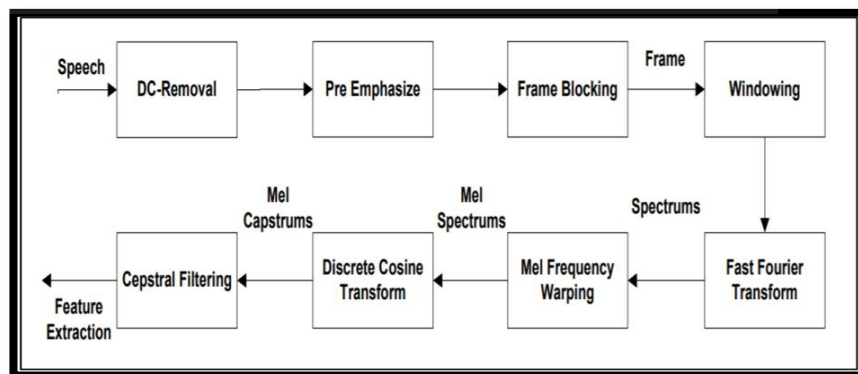 Speech
DC-Removal
Pre Emphasize
Frame Blocking
Frame
Windowing
Fast Fourier
Transform
Spectrums
Mel Frequency
Warping
Mel
Spectrums
Discrete Cosine
Transform
Mel
Capstrums
Cepstral Filtering
Feature
Extraction